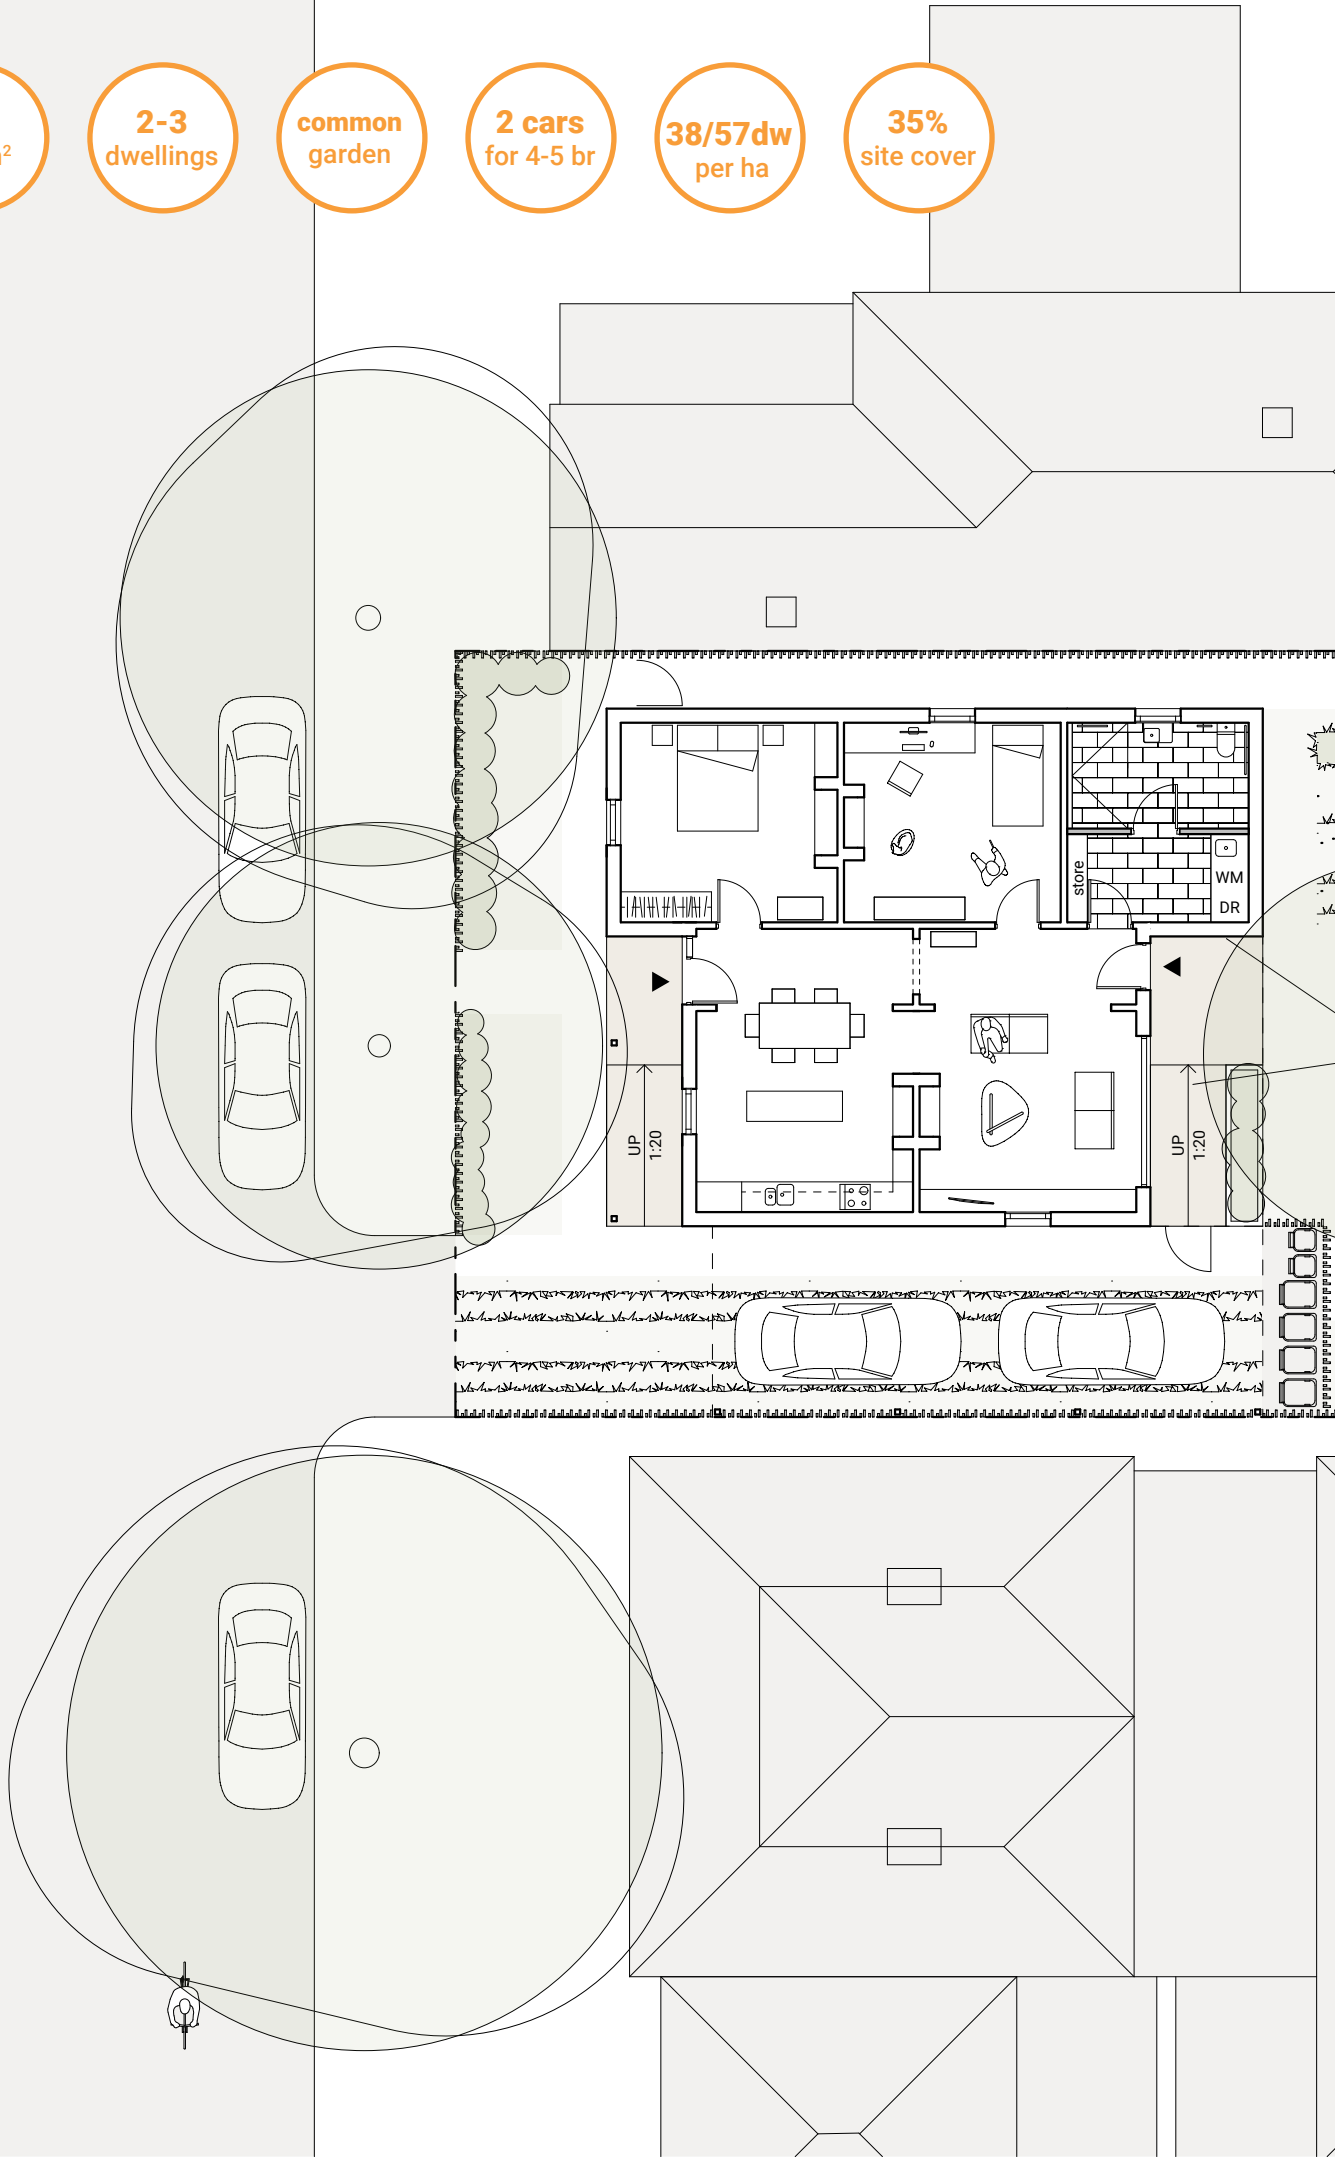 2-3
dwellings
common
garden
2 cars
for 4-5 br
38/57dw
per ha
35%
site cover
store
WM
DR
UP
1:20
UP
1:20